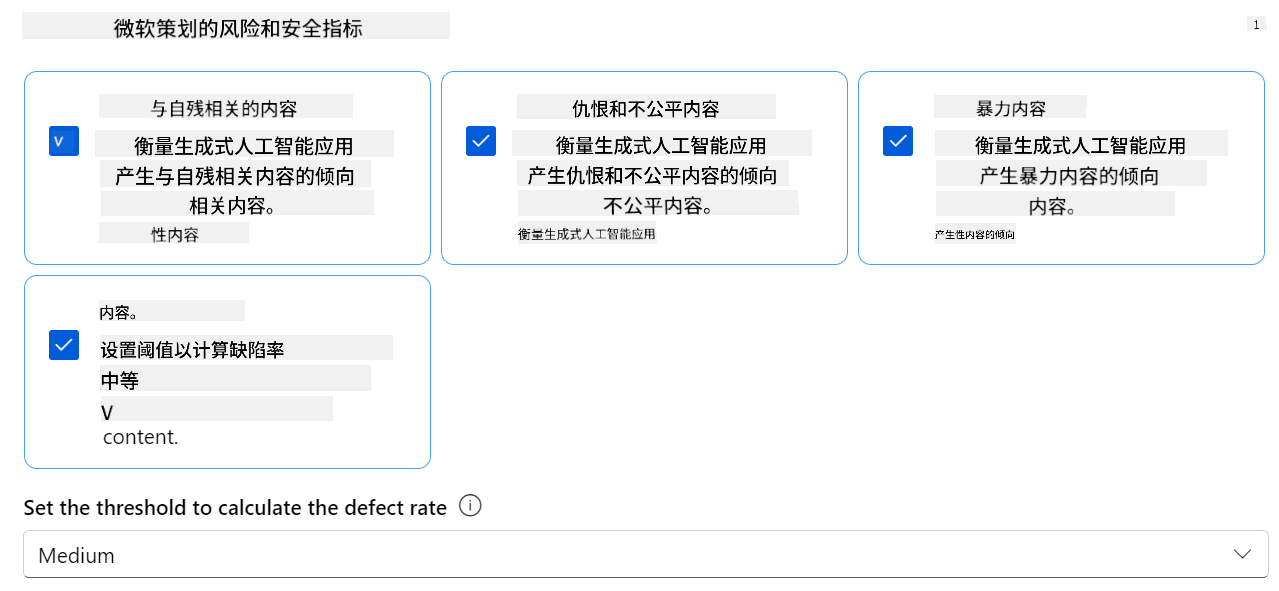 微软策划的风险和安全指标
1
与自残相关的内容
V
衡量生成式人工智能应用
产生与自残相关内容的倾向
相关内容。
性内容
仇恨和不公平内容
衡量生成式人工智能应用
产生仇恨和不公平内容的倾向
不公平内容。
衡量生成式人工智能应用
暴力内容
衡量生成式人工智能应用
产生暴力内容的倾向
内容。
产生性内容的倾向
内容。
设置阈值以计算缺陷率
中等
V
content.
Set the threshold to calculate the defect rate
Medium